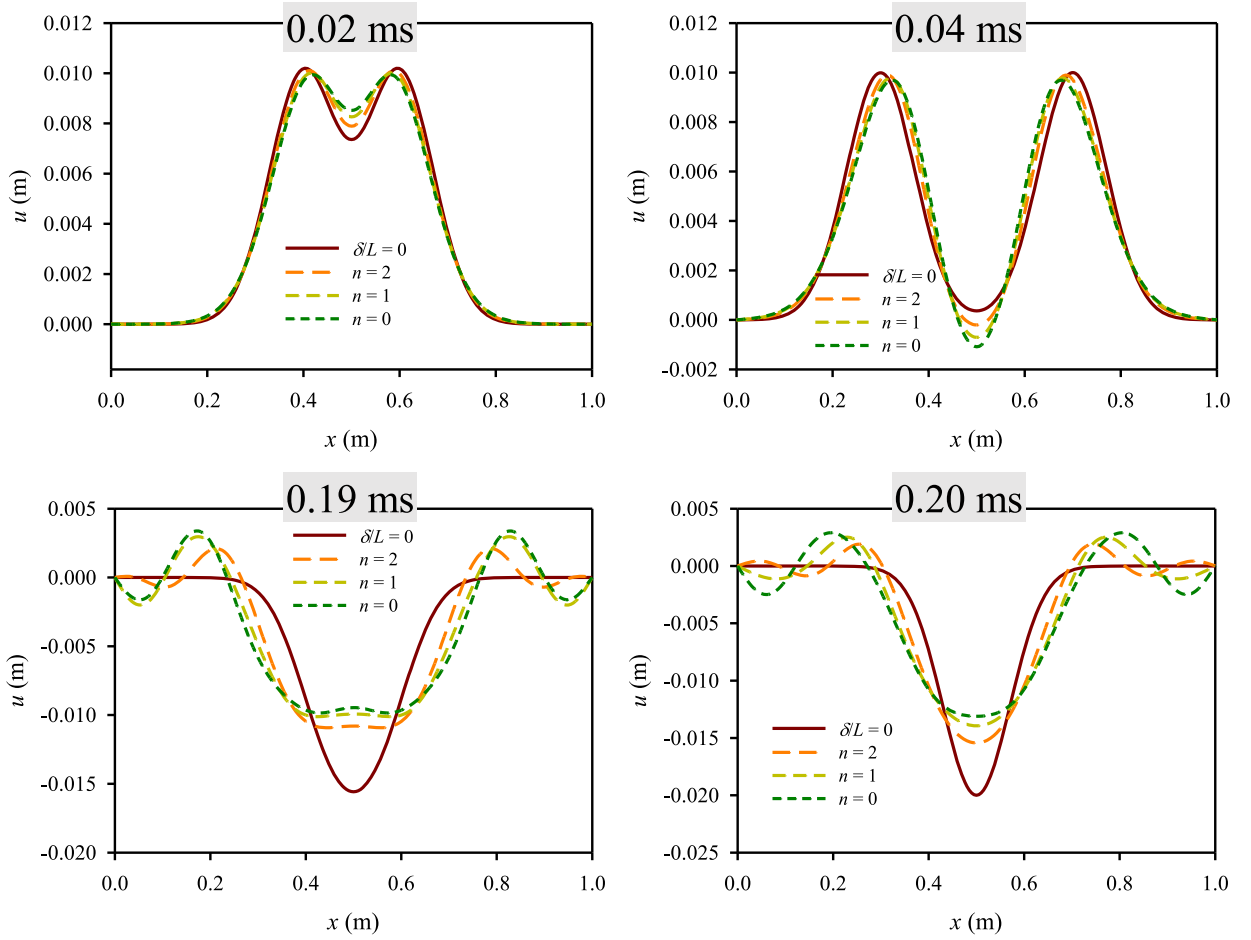 0.02 ms
0.012
0.010
0.008
0.006
0.004
0.002
0.000
u (m)
δ/L = 0
n = 2
n = 1
n = 0
0.0 0.2 0.4 0.6 0.8 1.0
x (m)
0.04 ms
0.012
0.010
0.008
0.006
0.004
0.002
0.000
-0.002
u (m)
δ/L = 0
n = 2
n = 1
n = 0
0.0 0.2 0.4 0.6 0.8 1.0
x (m)
0.19 ms
0.005
0.000
-0.005
-0.010
-0.015
-0.020
u (m)
δ/L = 0
n = 2
n = 1
n = 0
0.0 0.2 0.4 0.6 0.8 1.0
x (m)
0.20 ms
0.005
0.000
-0.005
-0.010
-0.015
-0.020
-0.025
u (m)
δ/L = 0
n = 2
n = 1
n = 0
0.0 0.2 0.4 0.6 0.8 1.0
x (m)